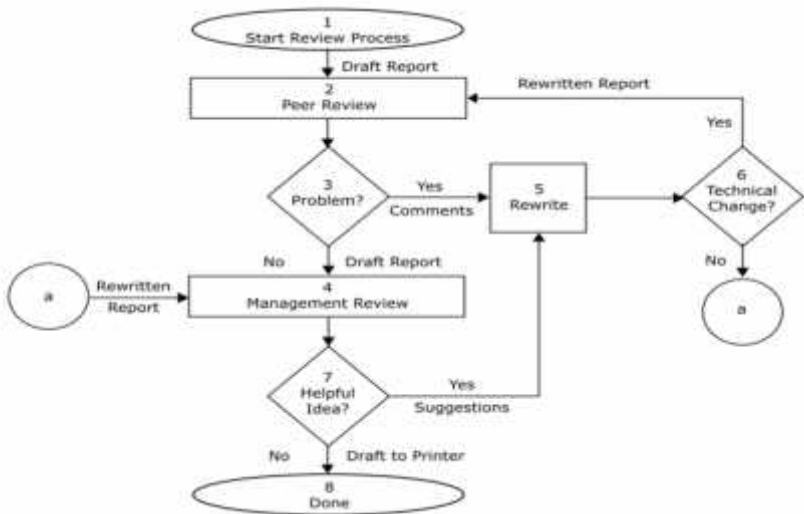 1
Start Review Process
Draft Report
2
Peer Review
Rewritten Report
Yes
3
Problem?
Yes
Comments
5
Rewrite
6
Technical
Change?
No
Draft Report
No
a
Rewritten
Report
4
Management Review
a
7
Helpful
Idea?
Yes
Suggestions
No
Draft to Printer
8
Done